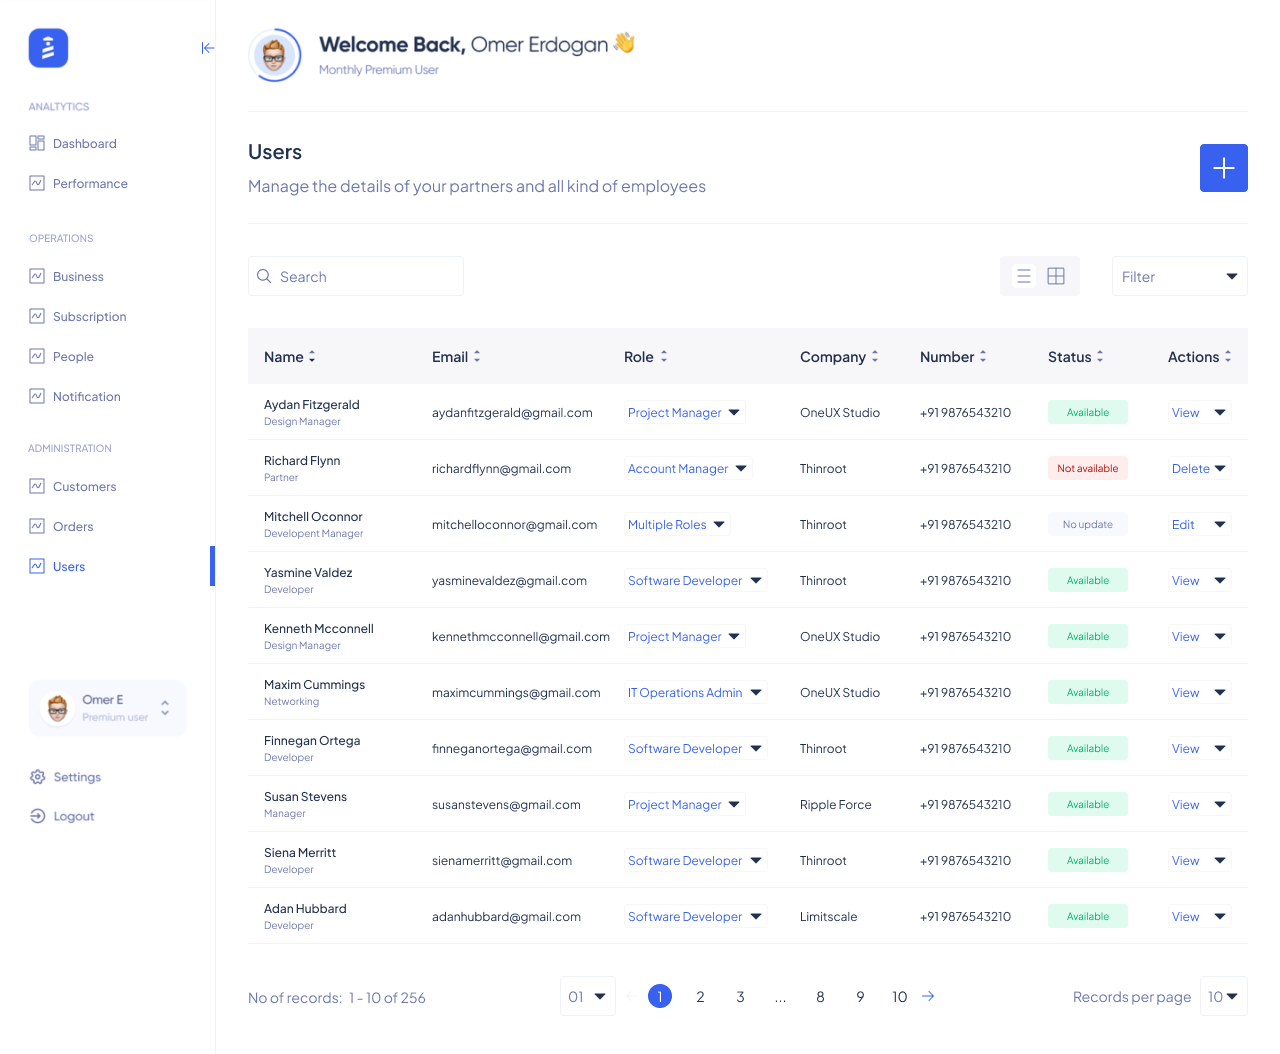 Welcome Back, Omer Erdogan
Monthly Premium User
ANALTYTICS
Dashboard
Performance
OPERATIONS
Business
Subscription
People
Notification
ADMINISTRATION
Customers
Orders
Users
Omer E
Premium user
Settings
Logout
Users
Manage the details of your partners and all kind of employees
Search
Filter
Name Email Role Company Number Status Actions
Aydan Fitzgerald
Design Manager
aydanfitzgerald@gmail.com Project Manager OneUX Studio +91 9876543210 Available View
Richard Flynn
Partner
richardflynn@gmail.com Account Manager Thinroot +91 9876543210 Not available Delete
Mitchell Oconnor
Developent Manager
mitchelloconnor@gmail.com Multiple Roles Thinroot +91 9876543210 No update Edit
Yasmine Valdez
Developer
yasminevaldez@gmail.com Software Developer Thinroot +91 9876543210 Available View
Kenneth Mcconnell
Design Manager
kennethmcconnell@gmail.com Project Manager OneUX Studio +91 9876543210 Available View
Maxim Cummings
Networking
maximcummings@gmail.com IT Operations Admin OneUX Studio +91 9876543210 Available View
Finnegan Ortega
Developer
finneganortega@gmail.com Software Developer Thinroot +91 9876543210 Available View
Susan Stevens
Manager
susanstevens@gmail.com Project Manager Ripple Force +91 9876543210 Available View
Siena Merritt
Developer
sienamerritt@gmail.com Software Developer Thinroot +91 9876543210 Available View
Adan Hubbard
Developer
adanhubbard@gmail.com Software Developer Limitscale +91 9876543210 Available View
No of records: 1 - 10 of 256 01 1 2 3 ... 8 9 10 Records per page 10